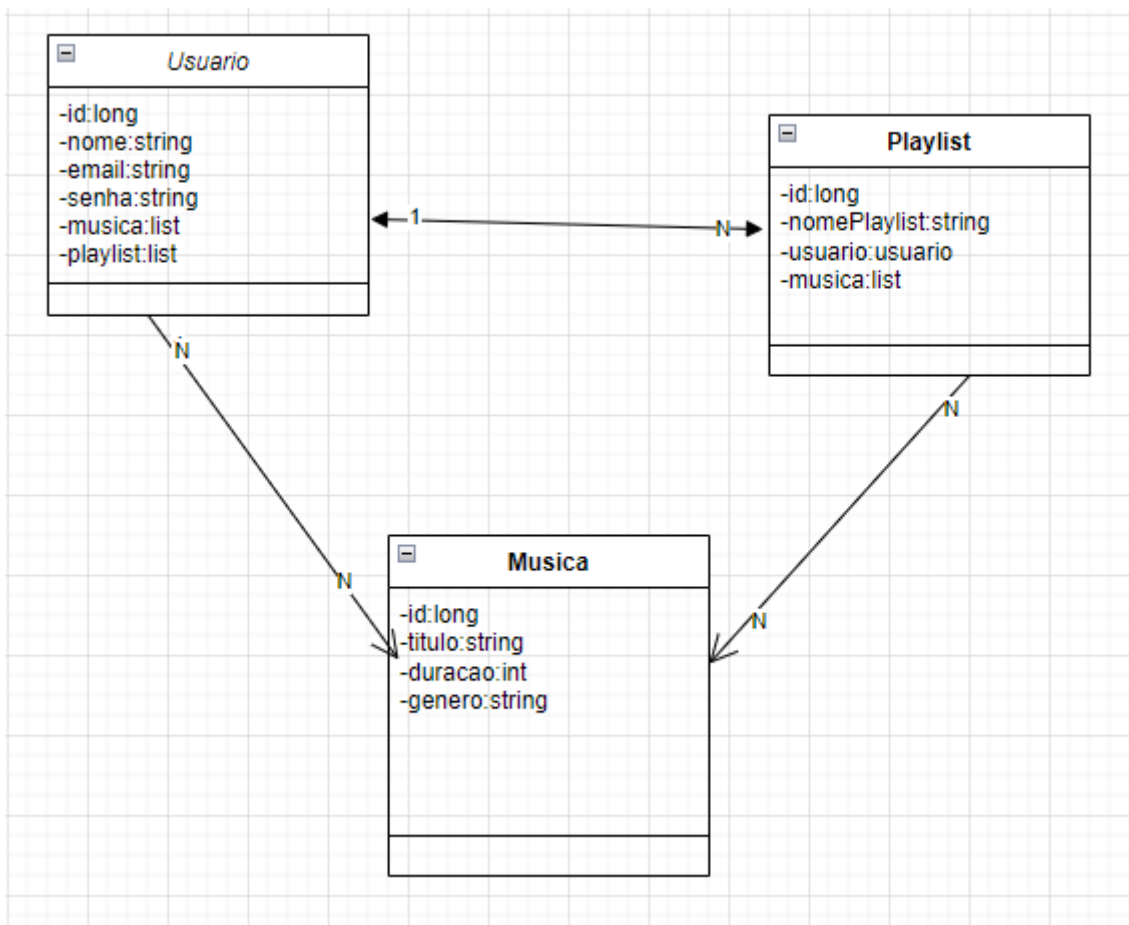 Usuario
-id:long
-nome:string
-email:string
-senha:string
-musica:list
-playlist:list
Playlist
-id:long
-nomePlaylist:string
-usuario:usuario
-musica:list
1
N
N
N
N
N
Musica
-id:long
-titulo:string
-duracao:int
-genero:string